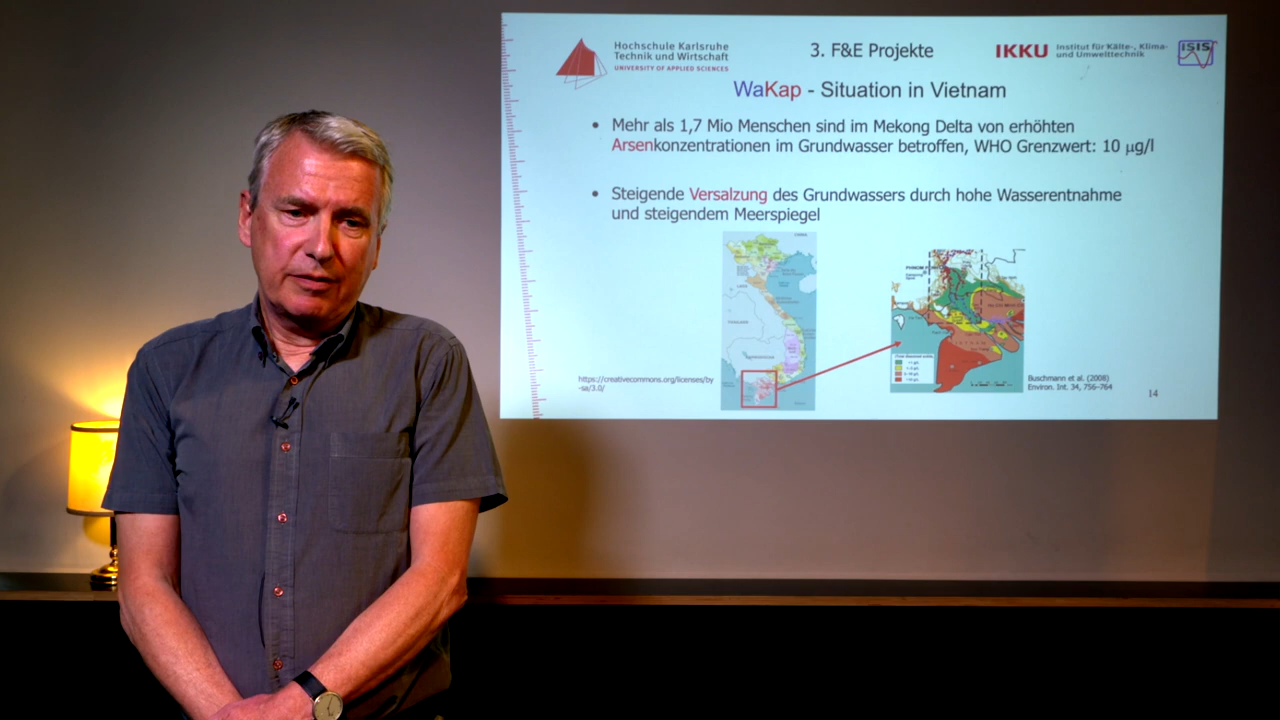 Hochschule Karlsruhe
Technik und Wirtschaft
UNIVERSITY OF APPLIED SCIENCES
3. F&E Projekte
IKKU Institut für Kälte-, Klima-
und Umwelttechnik
ISIS
WaKap - Situation in Vietnam
• Mehr als 1,7 Mio Menschen sind im Mekong Delta von erhöhten
Arsenkonzentrationen im Grundwasser betroffen, WHO Grenzwert: 10 µg/l
• Steigende Versalzung des Grundwassers durch hohe Wasserentnahme
und steigendem Meerspiegel
https://creativecommons.org/licenses/by
-sa/3.0/
Buschmann et al. (2008)
Environ. Int. 34, 756–764
14